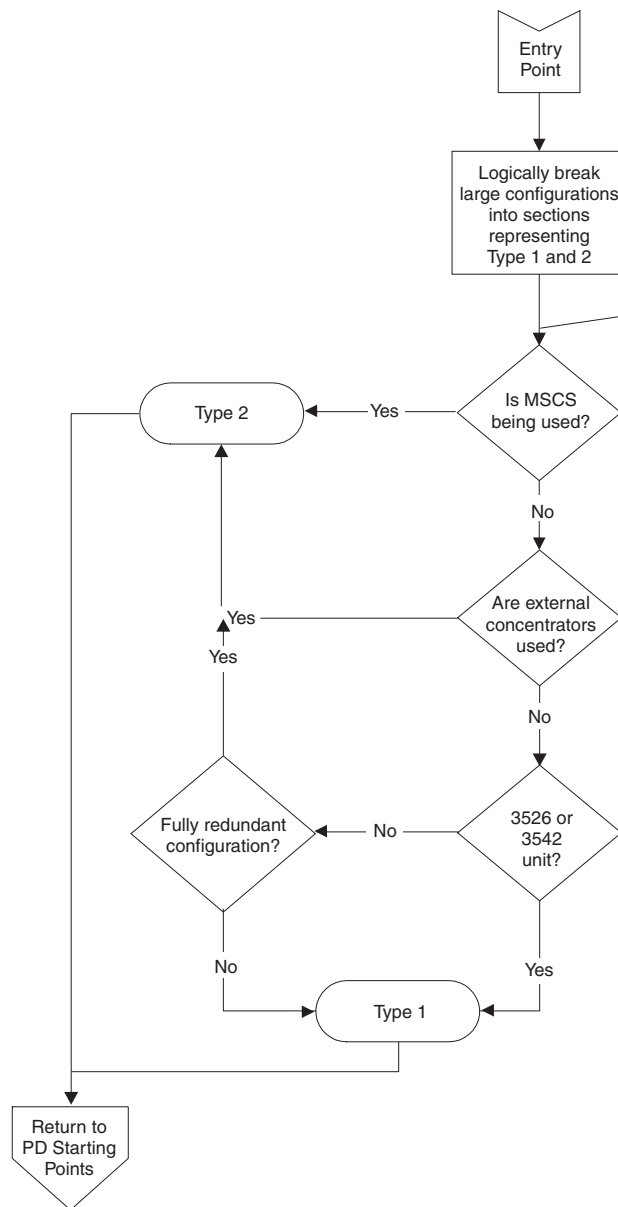 Entry
Point
Logically break
large configurations
into sections
representing
Type 1 and 2
Is MSCS
being used?
Yes
Type 2
No
Are external
concentrators
used?
Yes
Yes
No
3526 or
3542
unit?
No
Fully redundant
configuration?
No
Yes
Type 1
Return to
PD Starting
Points